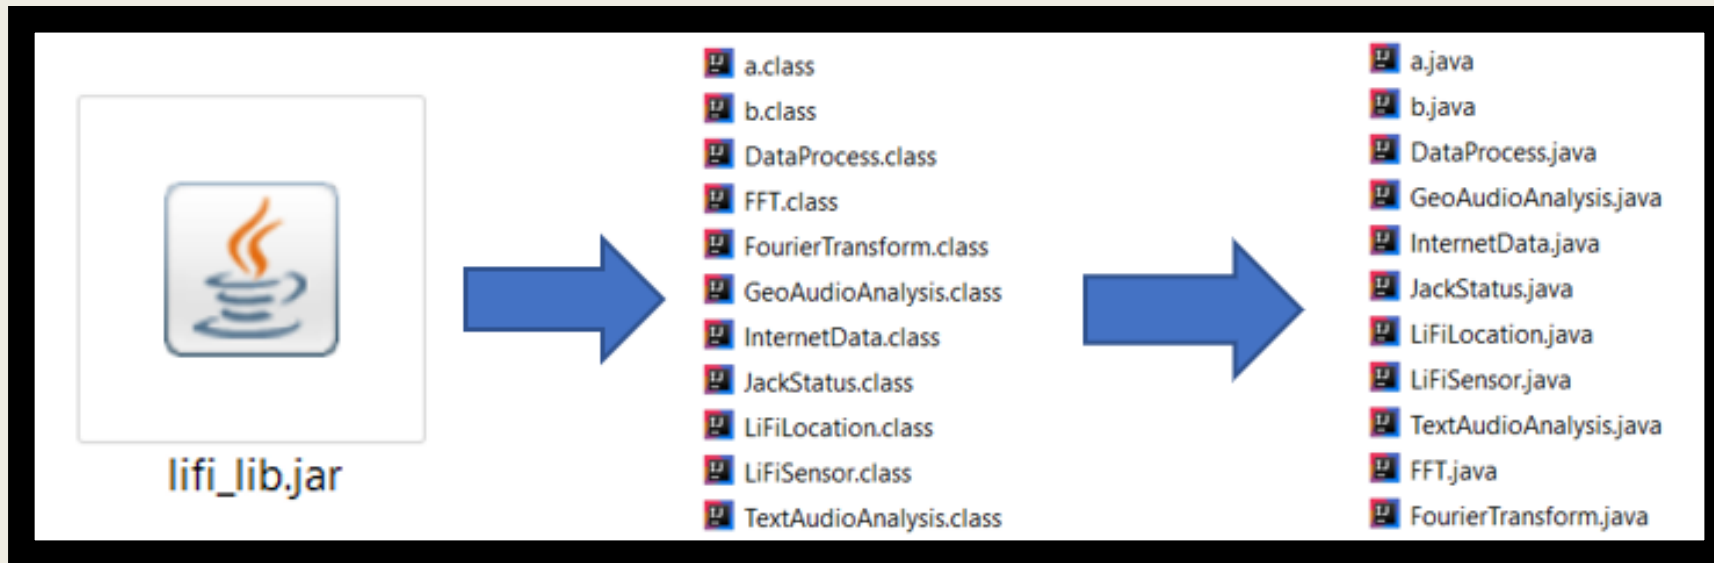 lifi_lib.jar
a.class
b.class
DataProcess.class
FFT.class
FourierTransform.class
GeoAudioAnalysis.class
InternetData.class
JackStatus.class
LiFiLocation.class
LiFiSensor.class
TextAudioAnalysis.class
a.java
b.java
DataProcess.java
GeoAudioAnalysis.java
InternetData.java
JackStatus.java
LiFiLocation.java
LiFiSensor.java
TextAudioAnalysis.java
FFT.java
FourierTransform.java